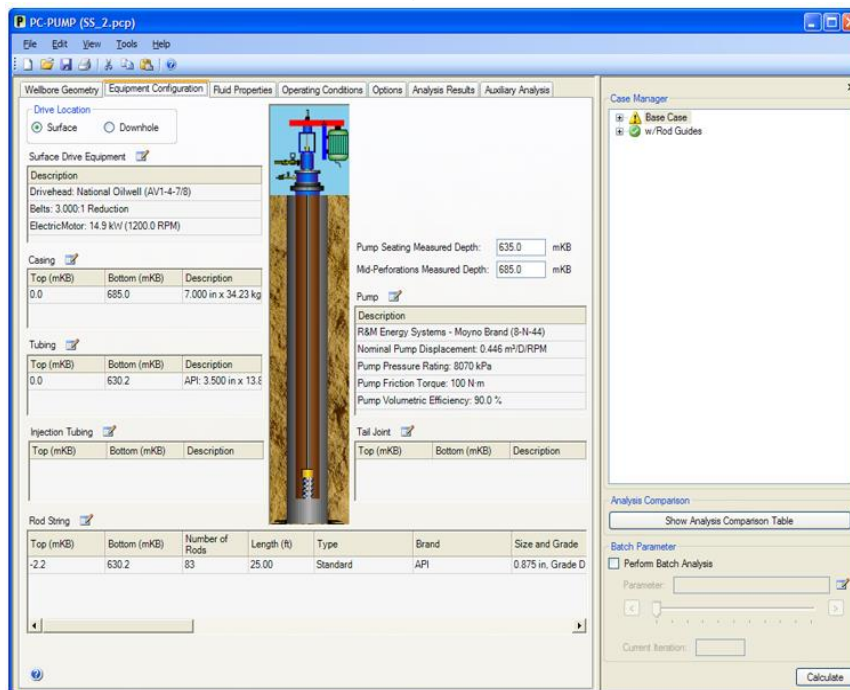 PC-PUMP (SS_2.pcp)
File Edit View Tools Help
Wellbore Geometry Equipment Configuration Fluid Properties Operating Conditions Options Analysis Results Auxiliary Analysis
Drive Location
Surface Downhole
Surface Drive Equipment
Description
Drivehead: National Oilwell (AV1-4-7/8)
Belts: 3.000:1 Reduction
ElectricMotor: 14.9 kW (1200.0 RPM)
Casing
Top (mKB) Bottom (mKB) Description
0.0 685.0 7.000 in x 34.23 kg
Tubing
Top (mKB) Bottom (mKB) Description
0.0 630.2 API: 3.500 in x 13.8
Injection Tubing
Top (mKB) Bottom (mKB) Description
Pump Seating Measured Depth: 635.0 mKB
Mid-Perforations Measured Depth: 685.0 mKB
Pump
Description
R&M Energy Systems - Moyno Brand (8-N-44)
Nominal Pump Displacement: 0.446 m³/D/RPM
Pump Pressure Rating: 8070 kPa
Pump Friction Torque: 100 N·m
Pump Volumetric Efficiency: 90.0 %
Tail Joint
Top (mKB) Bottom (mKB) Description
Rod String
Top (mKB) Bottom (mKB) Number of Rods Length (ft) Type Brand Size and Grade
-2.2 630.2 83 25.00 Standard API 0.875 in, Grade D
Case Manager
Base Case
w/Rod Guides
Analysis Comparison
Show Analysis Comparison Table
Batch Parameter
Perform Batch Analysis
Parameter:
Current Iteration:
Calculate